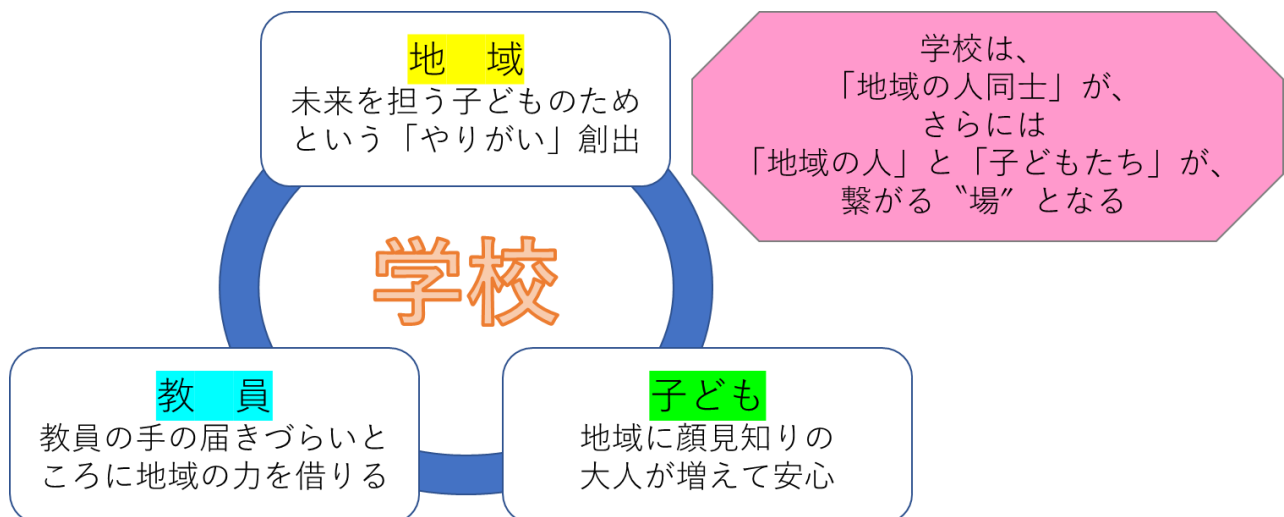 地　域
未来を担う子どものため
という「やりがい」創出
学校は、
「地域の人同士」が、
さらには
「地域の人」と「子どもたち」が、
繋がる〝場〞となる
学校
教　員
教員の手の届きづらいと
ころに地域の力を借りる
子ども
地域に顔見知りの
大人が増えて安心